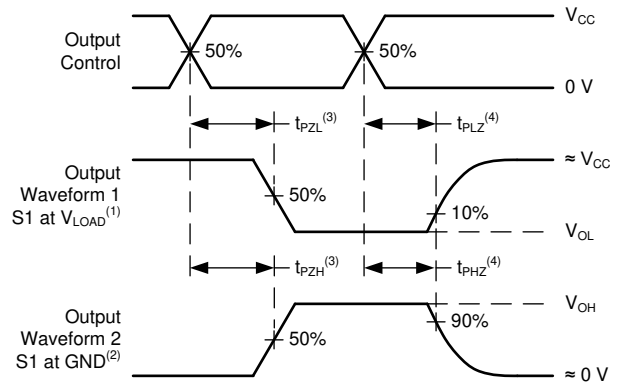 V_CC
Output
Control
50%
50%
0 V
t_PZL^(3)
t_PLZ^(4)
≈ V_CC
Output
Waveform 1
S1 at V_LOAD^(1)
50%
10%
V_OL
t_PZH^(3)
t_PHZ^(4)
V_OH
Output
Waveform 2
S1 at GND^(2)
50%
90%
≈ 0 V